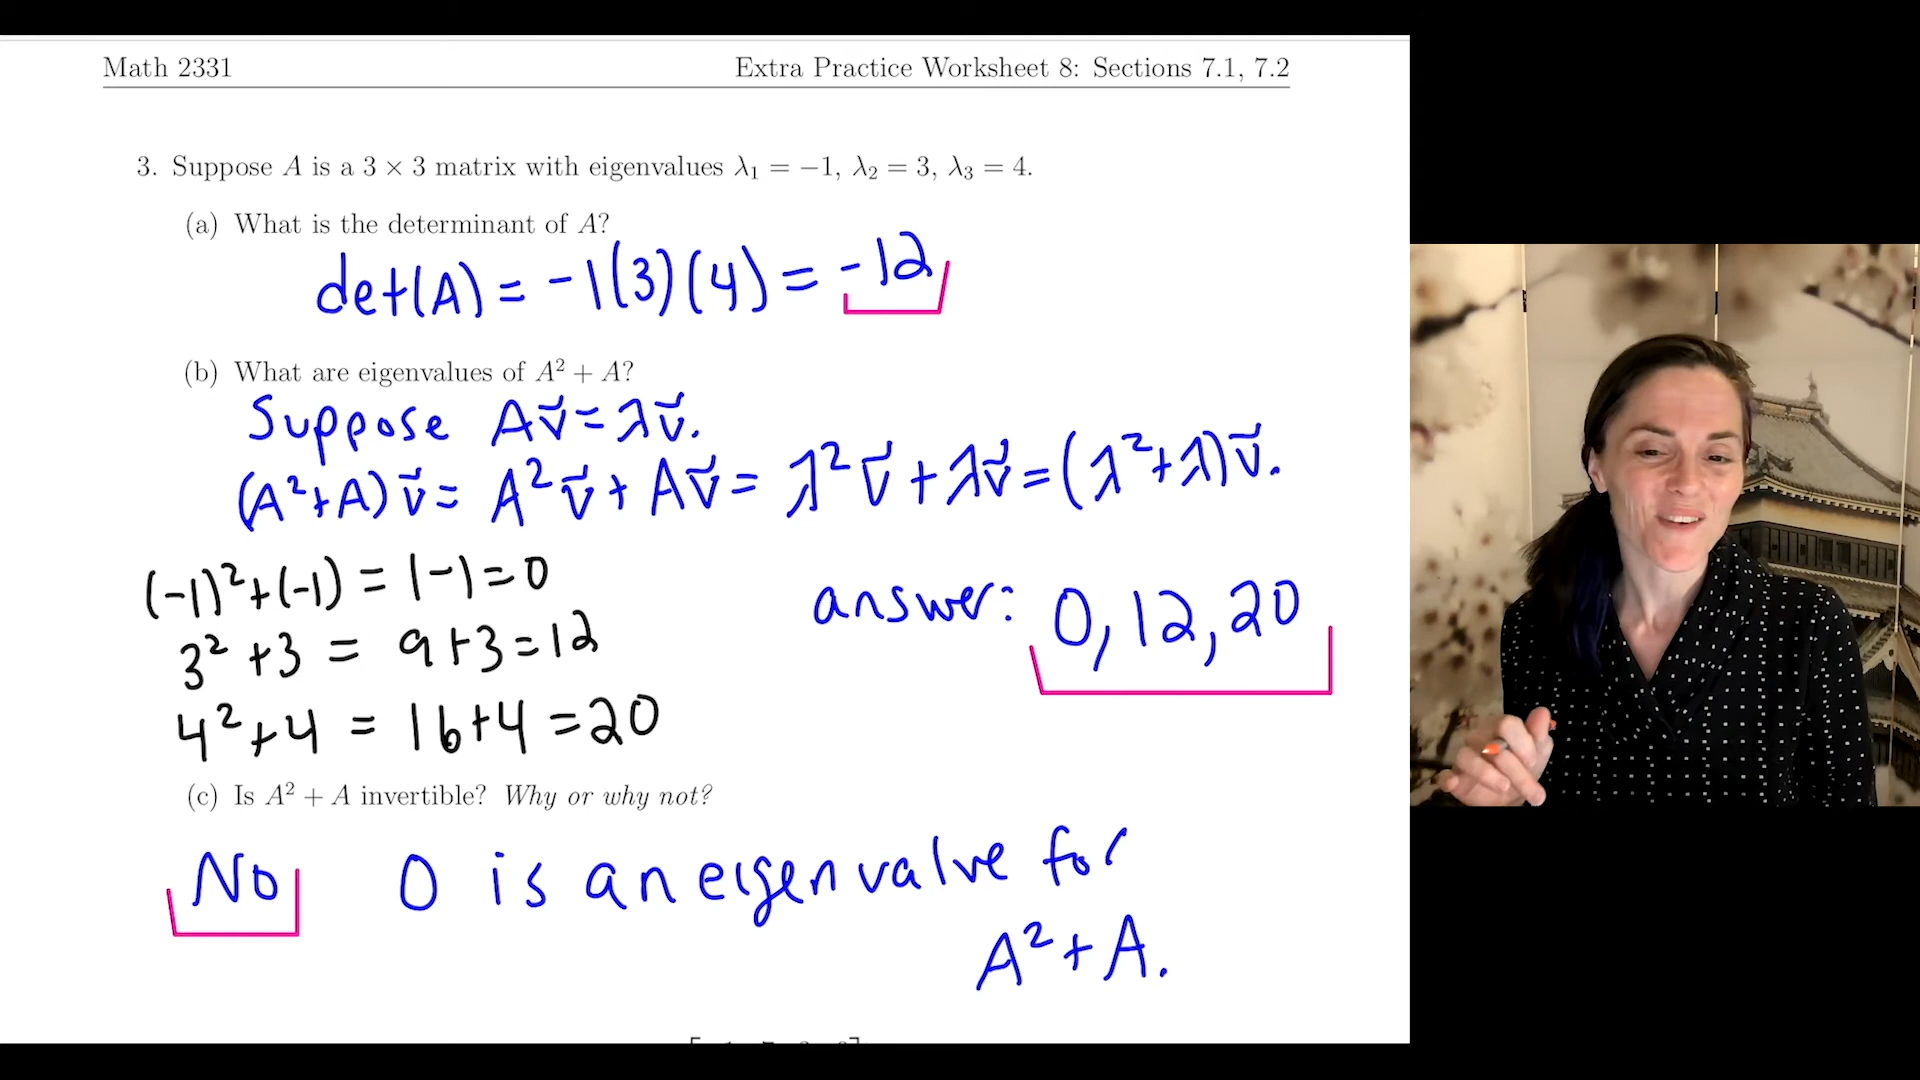 Math 2331
Extra Practice Worksheet 8: Sections 7.1, 7.2
3. Suppose A is a 3 × 3 matrix with eigenvalues λ₁ = −1, λ₂ = 3, λ₃ = 4.
(a) What is the determinant of A?
det(A) = -1(3)(4) = -12
(b) What are eigenvalues of A² + A?
Suppose Av⃗ = λv⃗.
(A²+A)v⃗ = A²v⃗ + Av⃗ = λ²v⃗ + λv⃗ = (λ²+λ)v⃗.
(-1)²+(-1) = 1-1=0
3²+3 = 9+3=12
4²+4 = 16+4=20
answer: 0, 12, 20
(c) Is A² + A invertible? Why or why not?
No 0 is an eigenvalue for
A²+A.